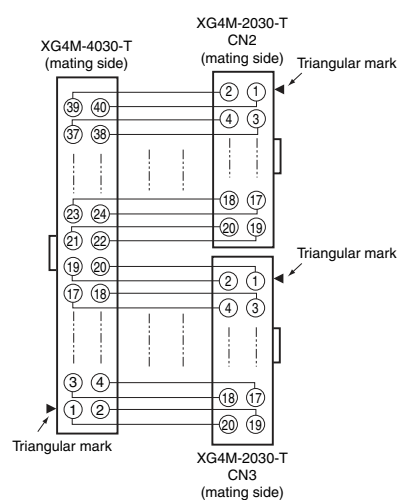 XG4M-4030-T
(mating side)
XG4M-2030-T
CN2
(mating side)
Triangular mark
2 1
39 40
4 3
37 38
18 17
23 24
20 19
21 22
Triangular mark
19 20
2 1
17 18
4 3
3 4
18 17
1 2
20 19
Triangular mark
XG4M-2030-T
CN3
(mating side)